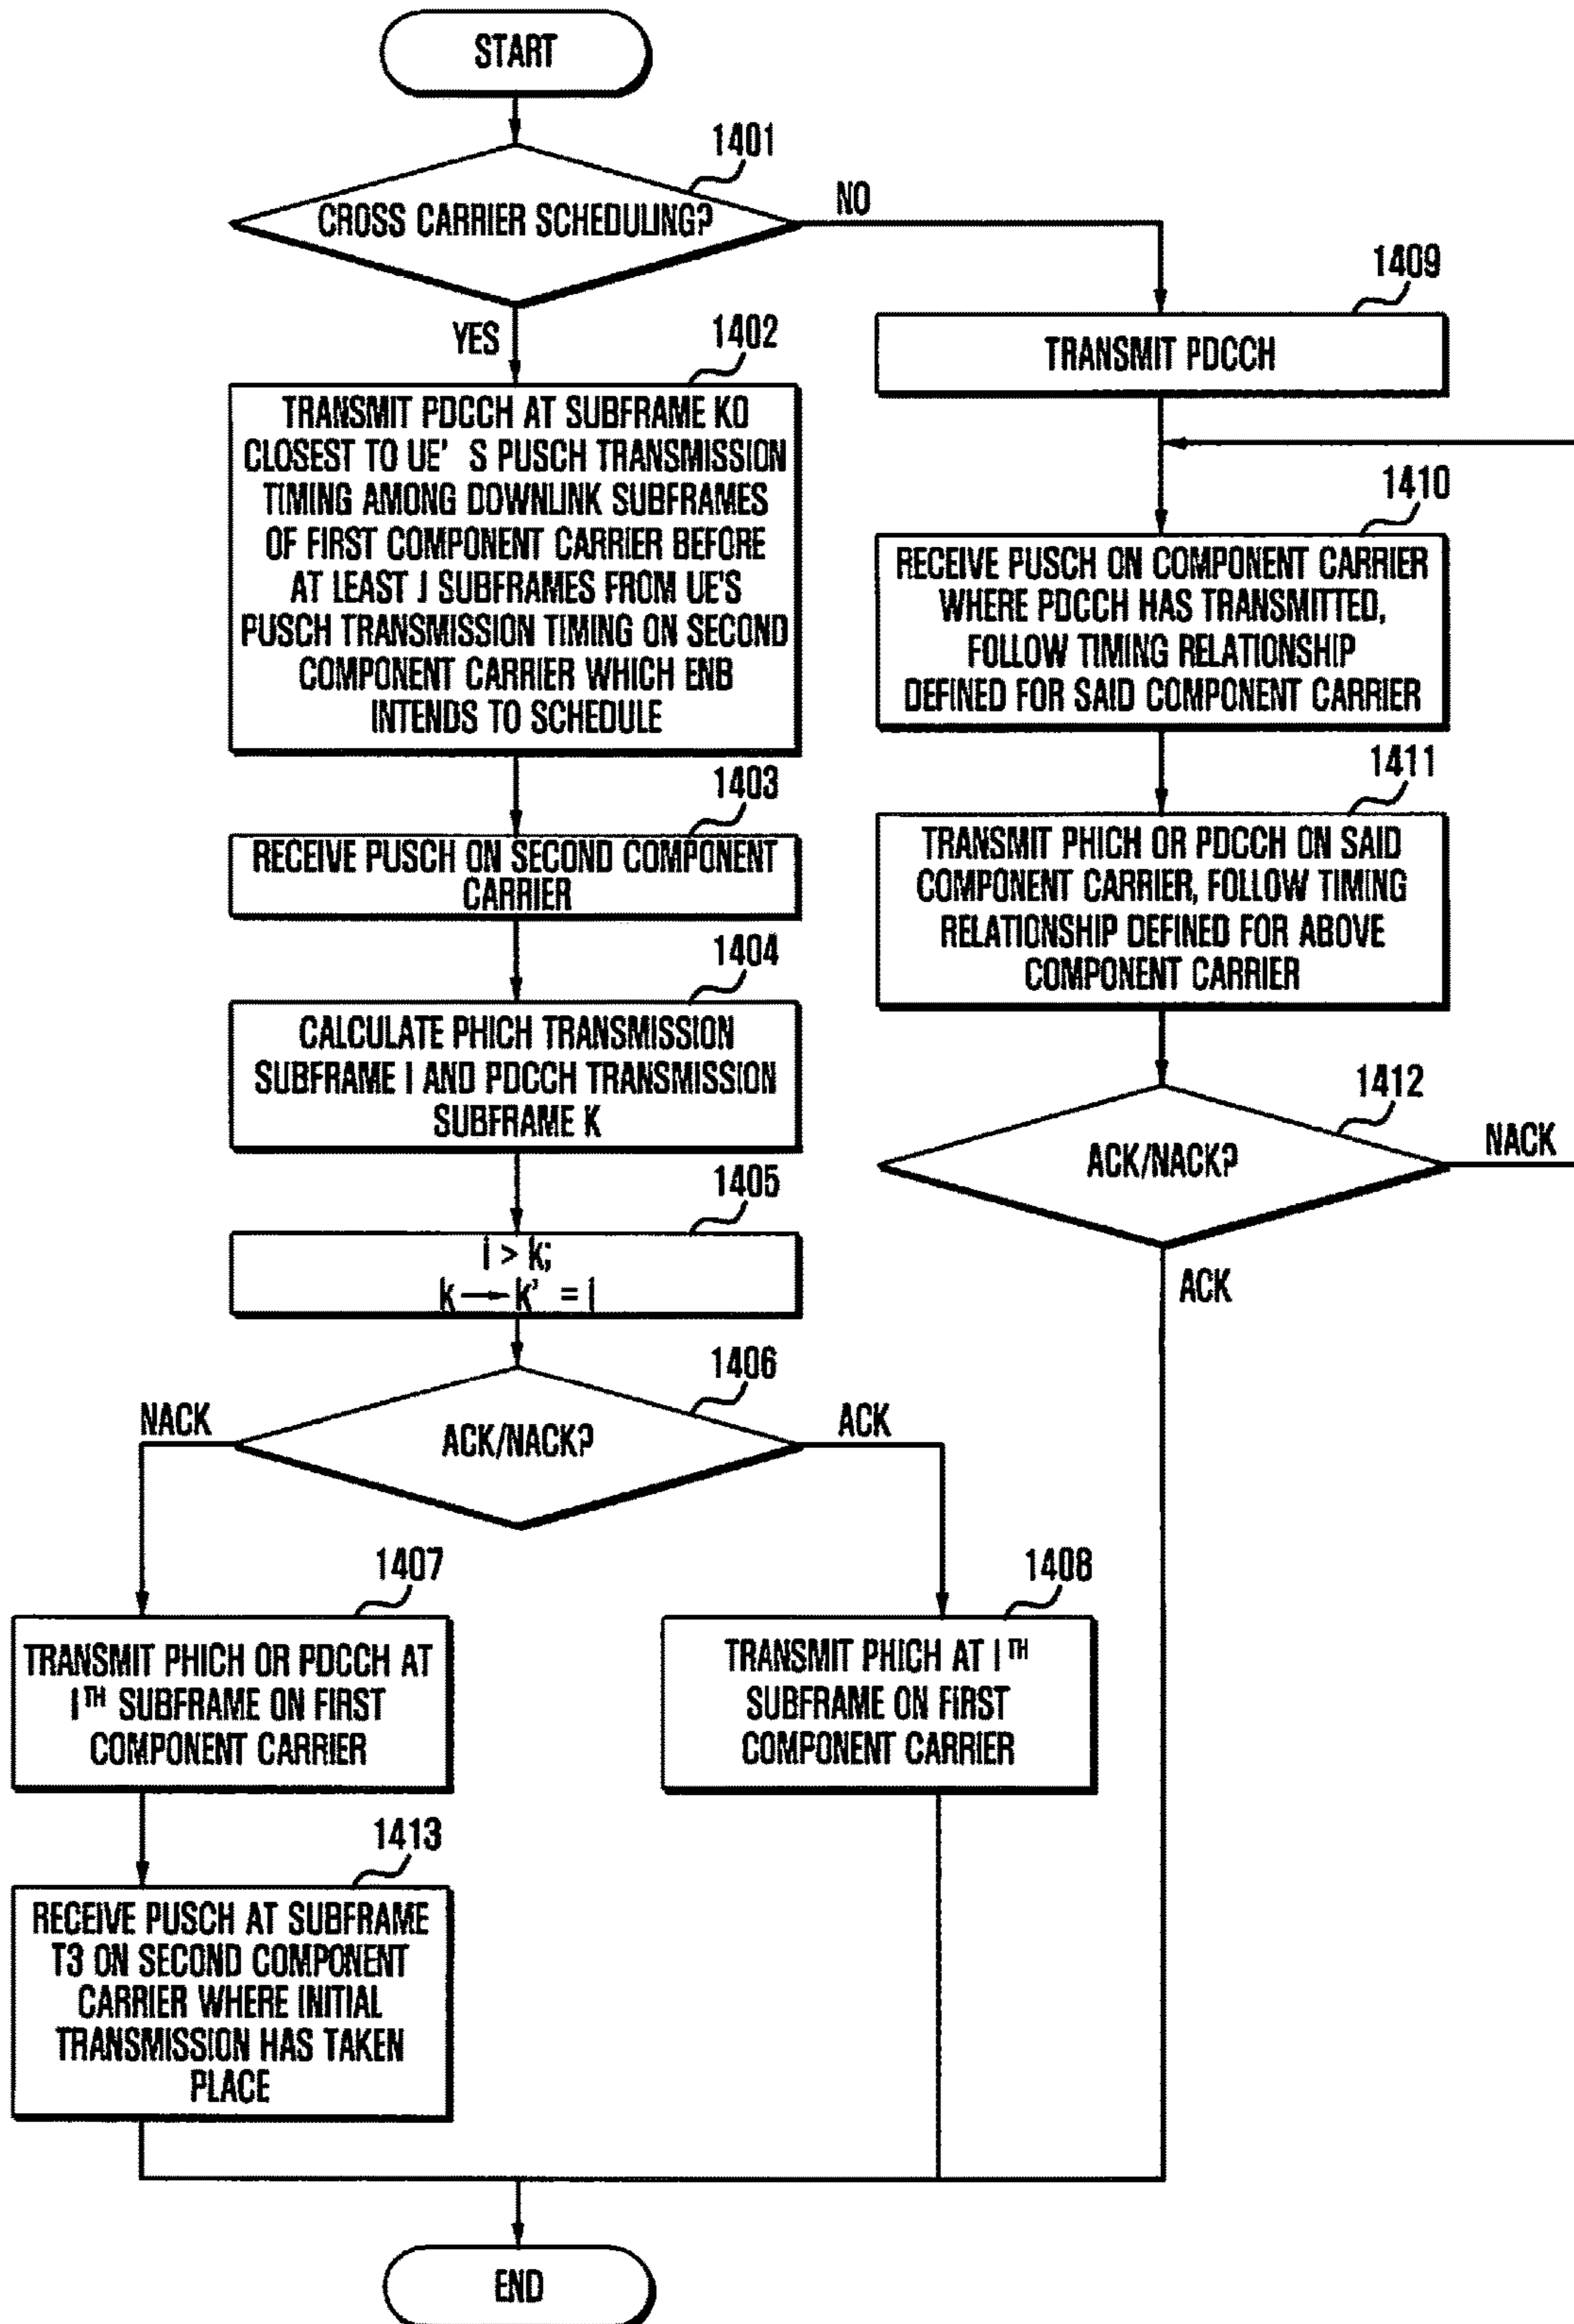 START
1401
CROSS CARRIER SCHEDULING?
NO
YES
1402
TRANSMIT PDCCH AT SUBFRAME K0
CLOSEST TO UE' S PUSCH TRANSMISSION
TIMING AMONG DOWNLINK SUBFRAMES
OF FIRST COMPONENT CARRIER BEFORE
AT LEAST J SUBFRAMES FROM UE'S
PUSCH TRANSMISSION TIMING ON SECOND
COMPONENT CARRIER WHICH ENB
INTENDS TO SCHEDULE
1403
RECEIVE PUSCH ON SECOND COMPONENT
CARRIER
1404
CALCULATE PHICH TRANSMISSION
SUBFRAME I AND PDCCH TRANSMISSION
SUBFRAME K
1405
i > k;
k → k' = i
1406
ACK/NACK?
NACK
ACK
1407
TRANSMIT PHICH OR PDCCH AT
I TH SUBFRAME ON FIRST
COMPONENT CARRIER
1408
TRANSMIT PHICH AT I TH
SUBFRAME ON FIRST
COMPONENT CARRIER
1413
RECEIVE PUSCH AT SUBFRAME
T3 ON SECOND COMPONENT
CARRIER WHERE INITIAL
TRANSMISSION HAS TAKEN
PLACE
1409
TRANSMIT PDCCH
1410
RECEIVE PUSCH ON COMPONENT CARRIER
WHERE PDCCH HAS TRANSMITTED,
FOLLOW TIMING RELATIONSHIP
DEFINED FOR SAID COMPONENT CARRIER
1411
TRANSMIT PHICH OR PDCCH ON SAID
COMPONENT CARRIER, FOLLOW TIMING
RELATIONSHIP DEFINED FOR ABOVE
COMPONENT CARRIER
1412
ACK/NACK?
NACK
ACK
END